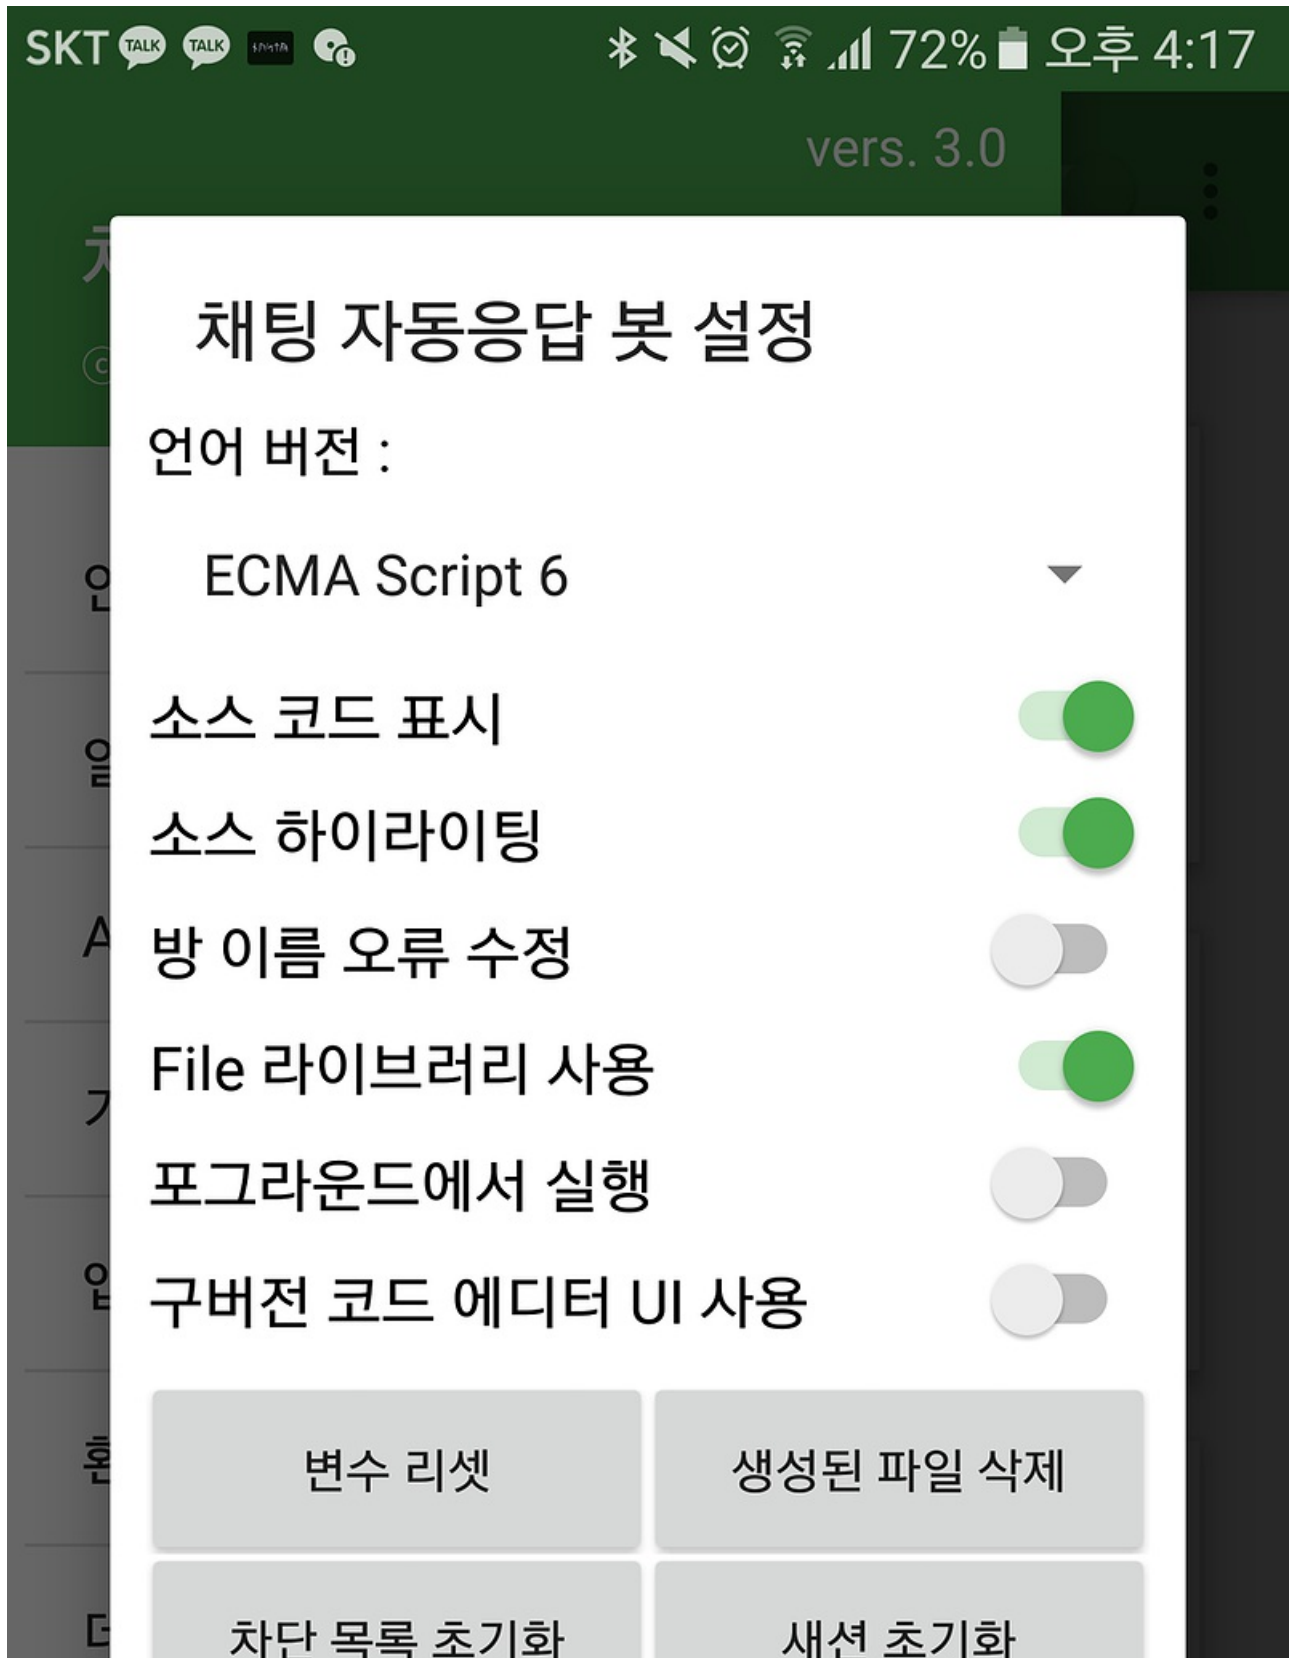 SKT TALK TALK 72% 오후 4:17
vers. 3.0
채팅 자동응답 봇 설정
언어 버전 :
ECMA Script 6
소스 코드 표시
소스 하이라이팅
방 이름 오류 수정
File 라이브러리 사용
포그라운드에서 실행
구버전 코드 에디터 UI 사용
변수 리셋 생성된 파일 삭제
차단 목록 초기화 새션 초기화